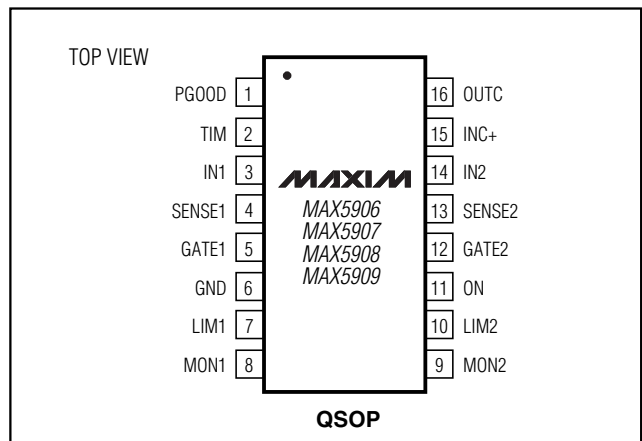 TOP VIEW
PGOOD 1
TIM 2
IN1 3
SENSE1 4
GATE1 5
GND 6
LIM1 7
MON1 8
MAXIM
MAX5906
MAX5907
MAX5908
MAX5909
16 OUTC
15 INC+
14 IN2
13 SENSE2
12 GATE2
11 ON
10 LIM2
9 MON2
QSOP